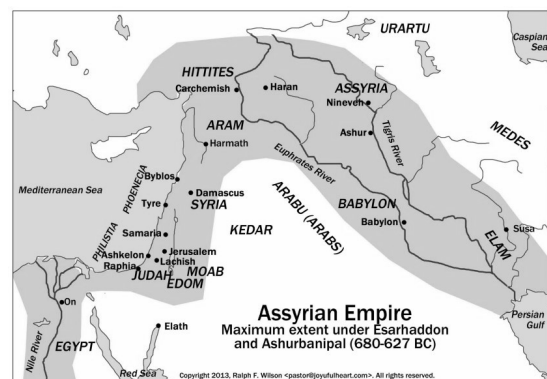 URARTU
Caspian
Sea
HITTITES
Carchemish
Haran
ASSYRIA
Nineveh
MEDES
Ashur
Tigris River
ARAM
Harmath
Euphrates River
Mediterranean Sea
PHOENECIA
Byblos
Damascus
SYRIA
Tyre
ARABU (ARABS)
BABYLON
Babylon
Susa
ELAM
KEDAR
PHILISTIA
Samaria
Ashkelon
Jerusalem
Lachish
Raphia
JUDAH
MOAB
EDOM
On
Nile River
EGYPT
Elath
Red Sea
Persian
Gulf
Assyrian Empire
Maximum extent under Esarhaddon
and Ashurbanipal (680-627 BC)
Copyright 2013, Ralph F. Wilson <pastor@joyfulheart.com>. All rights reserved.